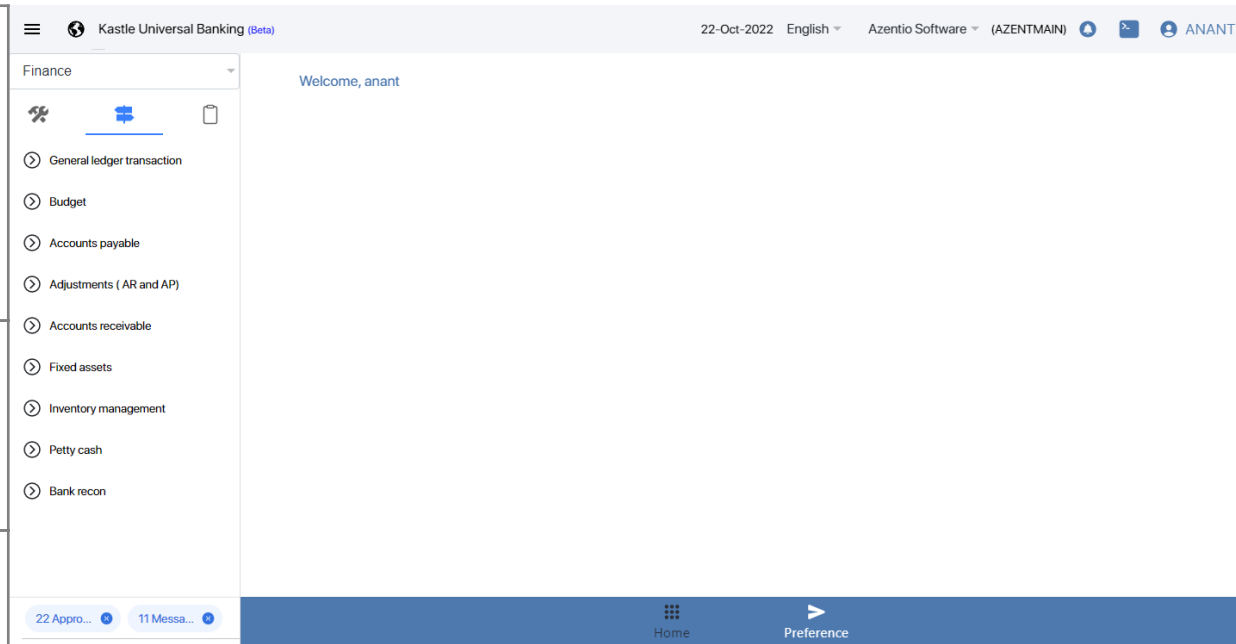 Kastle Universal Banking (Beta)
22-Oct-2022 English Azentio Software (AZENTMAIN) ANANT
Finance
Welcome, anant
General ledger transaction
Budget
Accounts payable
Adjustments ( AR and AP)
Accounts receivable
Fixed assets
Inventory management
Petty cash
Bank recon
22 Appro... 11 Messa...
Home Preference